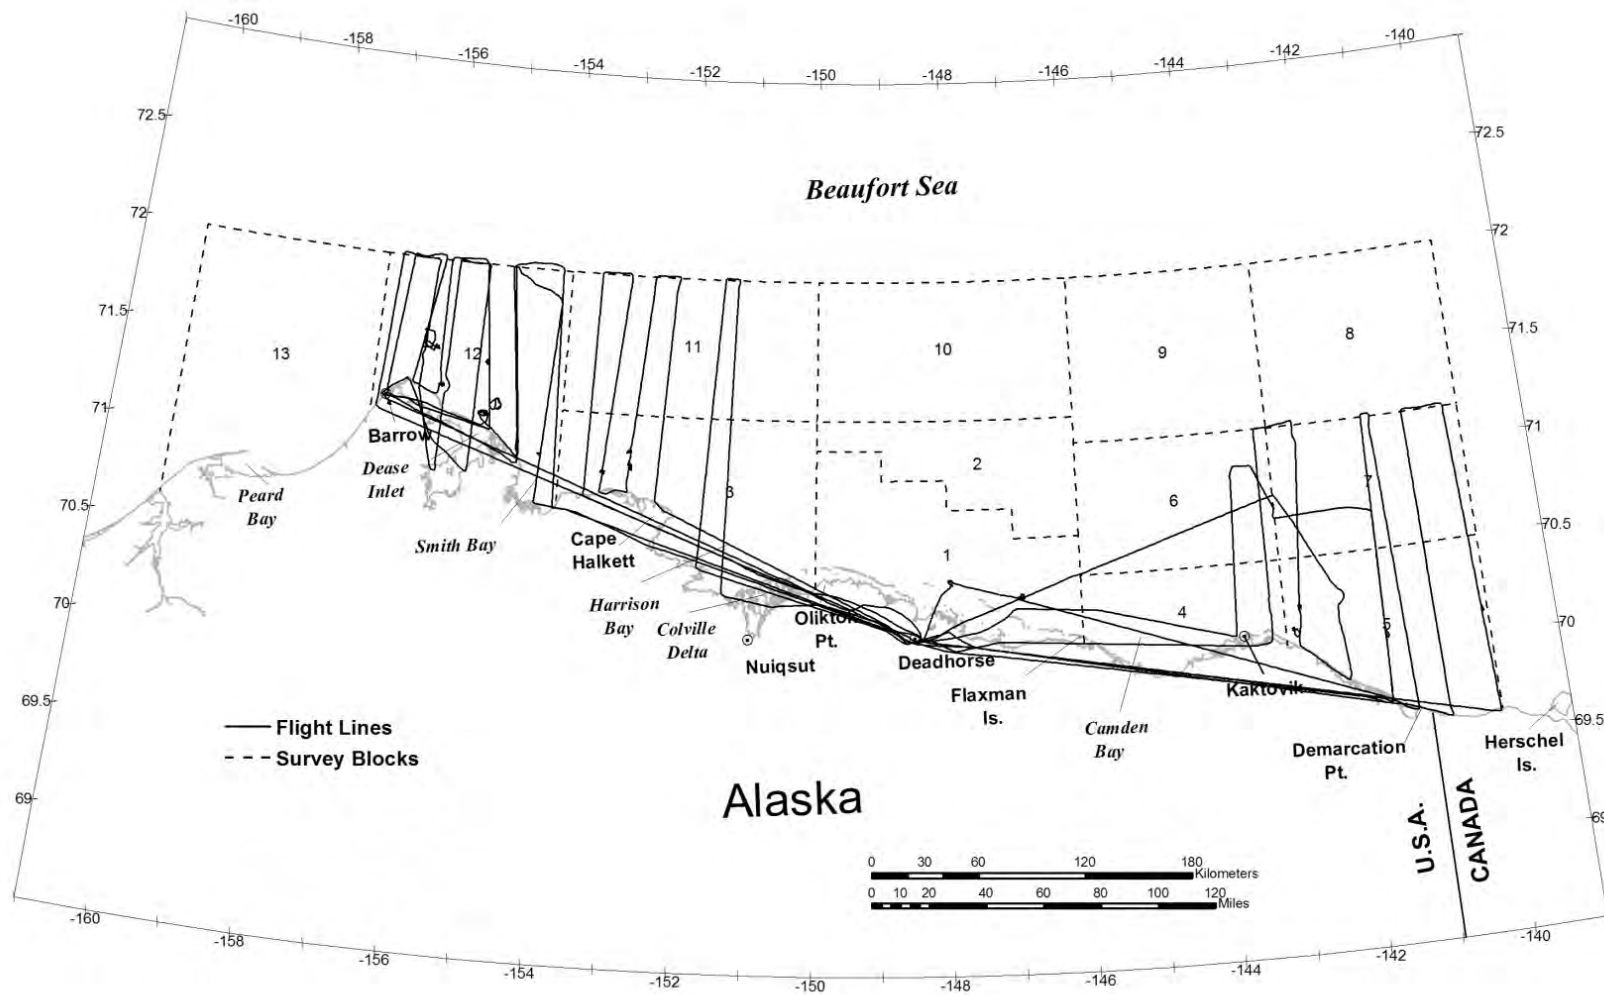 -160
-158
-156
-154
-152
-150
-148
-146
-144
-142
-140
72.5
72.5
Beaufort Sea
72
72
71.5
71.5
13
12
11
10
9
8
71
71
Barrow
Dease
Inlet
Peard
Bay
Smith Bay
3
2
6
7
70.5
70.5
Cape
Halkett
Harrison
Bay
Colville
Delta
Nuiqsut
Oliktok
Pt.
1
4
5
70
70
Deadhorse
Flaxman
Is.
Kaktovik
Camden
Bay
Demarcation
Pt.
Herschel
Is.
69.5
69.5
Flight Lines
Survey Blocks
Alaska
U.S.A.
CANADA
69
69
0 30 60 120 180
Kilometers
0 10 20 40 60 80 100 120
Miles
-160
-158
-156
-154
-152
-150
-148
-146
-144
-142
-140